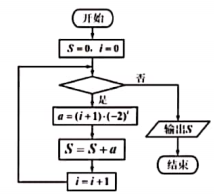 开始
S=0, i=0
否
是
a=(i+1)·(-2)^i
输出S
S=S+a
结束
i=i+1